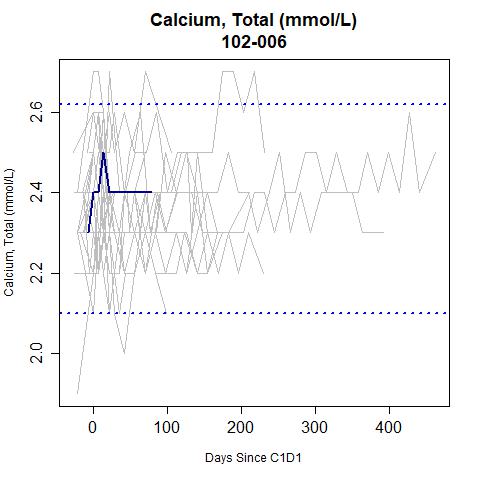 Calcium, Total (mmol/L)
102-006
Calcium, Total (mmol/L)
2.6
2.4
2.2
2.0
0 100 200 300 400
Days Since C1D1